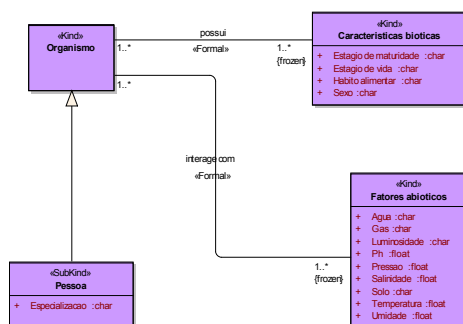 «Kind»
Organismo
1..*
possui
«Formal»
1..*
{frozen}
«Kind»
Caracteristicas bioticas
+ Estagio de maturidade :char
+ Estagio de vida :char
+ Habito alimentar :char
+ Sexo :char
1..*
interage com
«Formal»
1..*
{frozen}
«Kind»
Fatores abioticos
+ Agua :char
+ Gas :char
+ Lumirosidade :char
+ Ph :float
+ Pressao :float
+ Salinidade :float
+ Solo :char
+ Temperatura :float
+ Umidade :float
«SubKind»
Pessoa
+ Especializacao :char